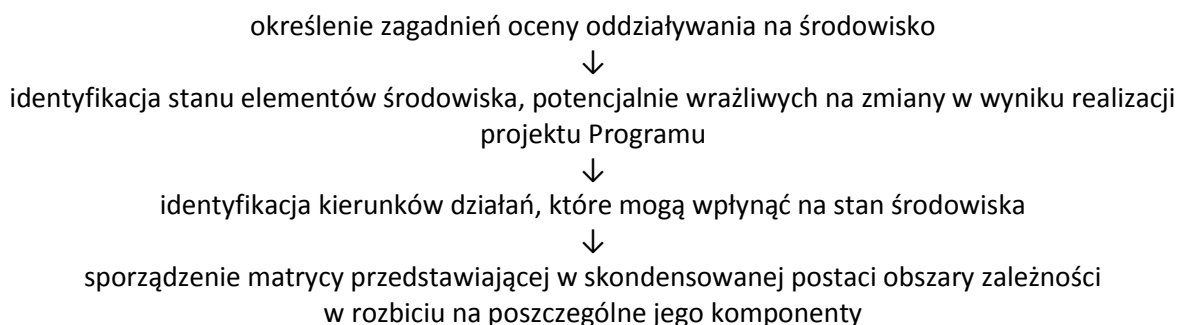 określenie zagadnień oceny oddziaływania na środowisko
↓
identyfikacja stanu elementów środowiska, potencjalnie wrażliwych na zmiany w wyniku realizacji
projektu Programu
↓
identyfikacja kierunków działań, które mogą wpłynąć na stan środowiska
↓
sporządzenie matrycy przedstawiającej w skondensowanej postaci obszary zależności
w rozbiciu na poszczególne jego komponenty